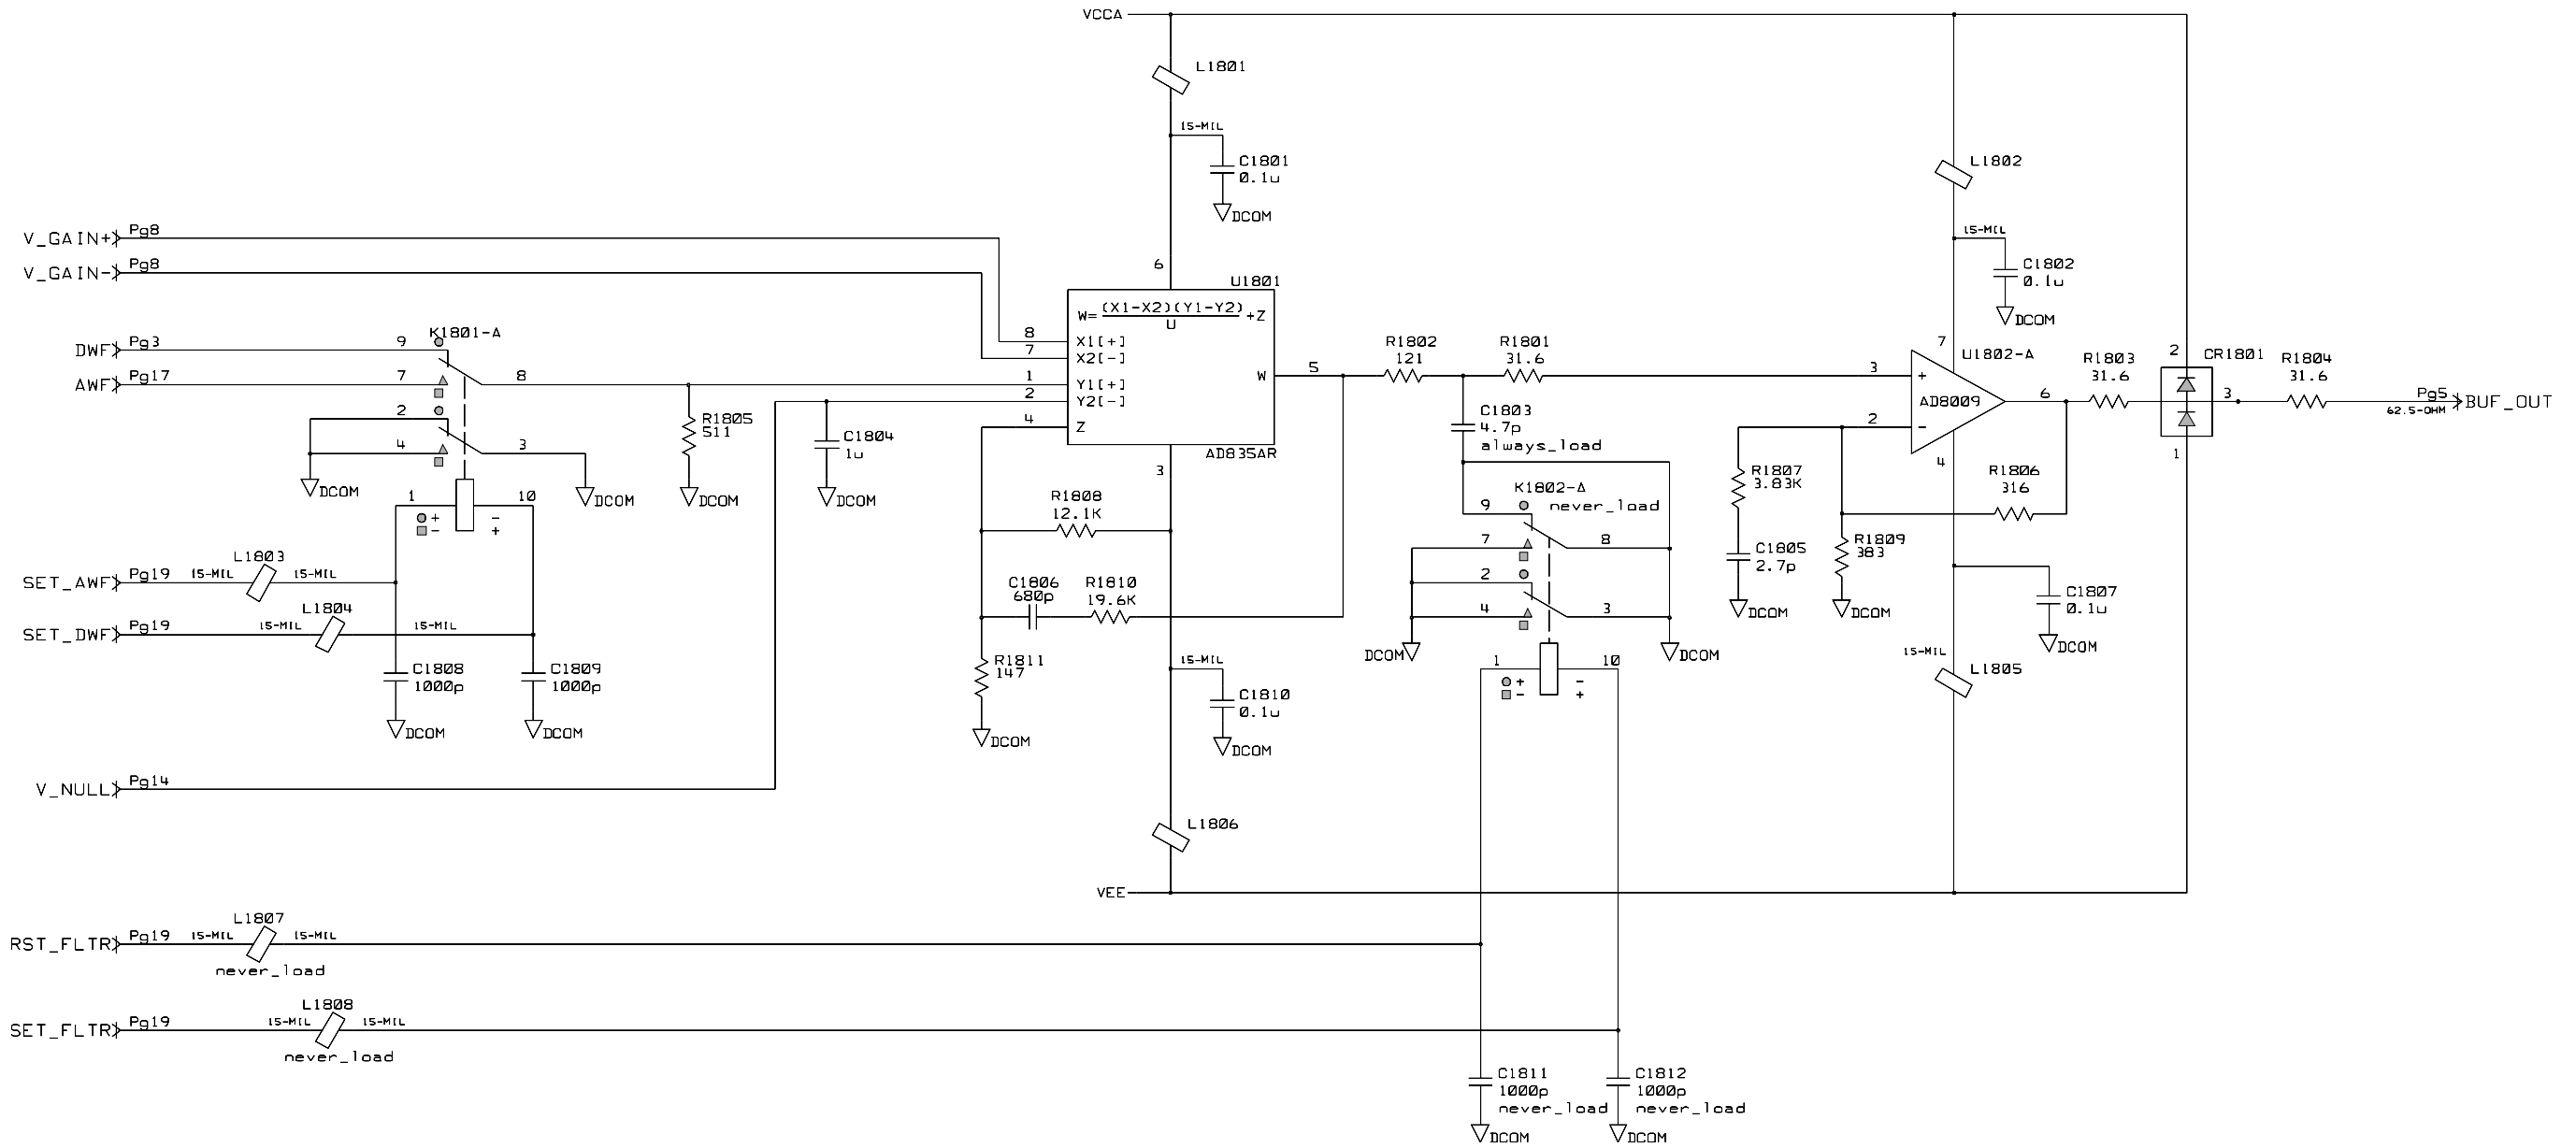 VCCA
L1801
15-MIL
C1801
0.1u
DCOM
L1802
15-MIL
C1802
0.1u
DCOM
V_GAIN+ Pg8
V_GAIN- Pg8
6
U1801
W= (X1-X2)(Y1-Y2) +Z
U
8 X1[+]
7 X2[-]
1 Y1[+]
2 Y2[-]
4 Z
W 5
3
AD835AR
K1801-A
DWF Pg3 9
AWF Pg17 7 8
2
4 3
DCOM
DCOM
1 10
+ -
- +
R1805
511
DCOM
C1804
1u
DCOM
R1802
121
R1801
31.6
C1803
4.7p
always_load
3 +
2 -
7
4
U1802-A
AD8009
6
R1803
31.6
2
CR1801
3
1
R1804
31.6
Pg5
62.5-OHM
BUF_OUT
R1806
316
R1807
3.83K
C1805
2.7p
DCOM
R1809
383
DCOM
C1807
0.1u
DCOM
15-MIL
L1805
K1802-A
never_load
9
7 8
2
4 3
DCOM
DCOM
1 10
+ -
- +
R1808
12.1K
C1806
680p
R1810
19.6K
R1811
147
DCOM
15-MIL
C1810
0.1u
DCOM
L1803
SET_AWF Pg19 15-MIL 15-MIL
L1804
SET_DWF Pg19 15-MIL 15-MIL
C1808
1000p
DCOM
C1809
1000p
DCOM
V_NULL Pg14
L1806
VEE
L1807
RST_FLTR Pg19 15-MIL 15-MIL
never_load
L1808
SET_FLTR Pg19 15-MIL 15-MIL
never_load
C1811
1000p
never_load
DCOM
C1812
1000p
never_load
DCOM